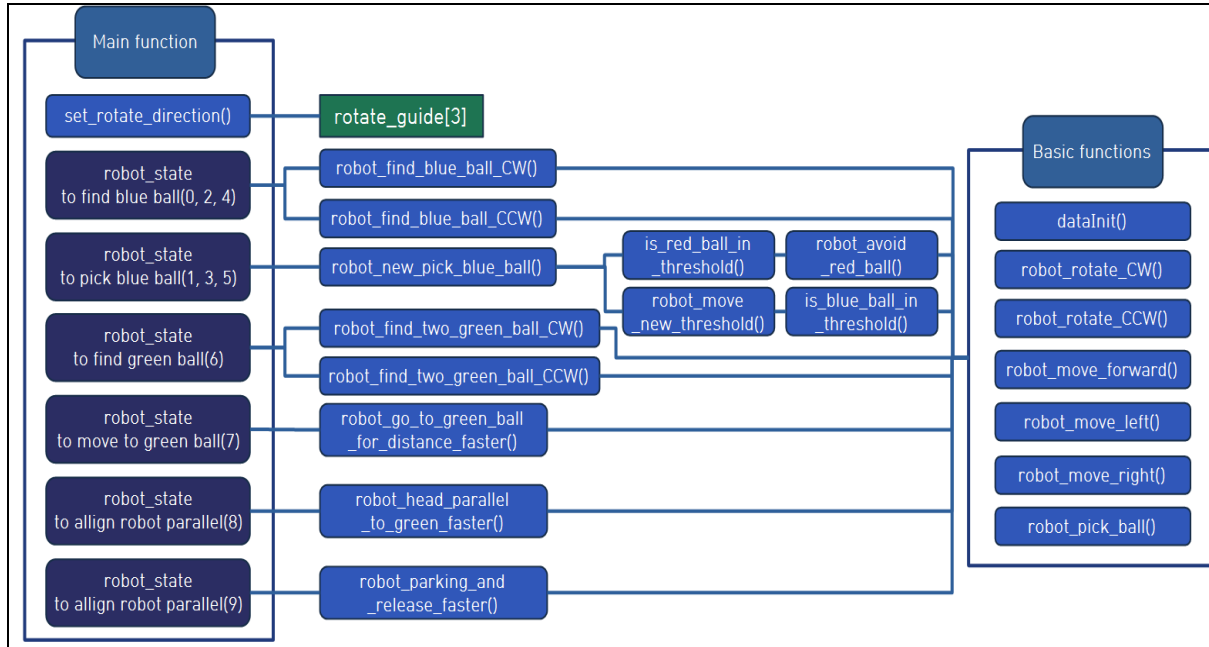 Main function
set_rotate_direction()
rotate_guide[3]
robot_state
to find blue ball(0, 2, 4)
robot_find_blue_ball_CW()
robot_find_blue_ball_CCW()
robot_state
to pick blue ball(1, 3, 5)
robot_new_pick_blue_ball()
is_red_ball_in
_threshold()
robot_avoid
_red_ball()
robot_move
_new_threshold()
is_blue_ball_in
_threshold()
robot_state
to find green ball(6)
robot_find_two_green_ball_CW()
robot_find_two_green_ball_CCW()
robot_state
to move to green ball(7)
robot_go_to_green_ball
_for_distance_faster()
robot_state
to allign robot parallel(8)
robot_head_parallel
_to_green_faster()
robot_state
to allign robot parallel(9)
robot_parking_and
_release_faster()
Basic functions
dataInit()
robot_rotate_CW()
robot_rotate_CCW()
robot_move_forward()
robot_move_left()
robot_move_right()
robot_pick_ball()